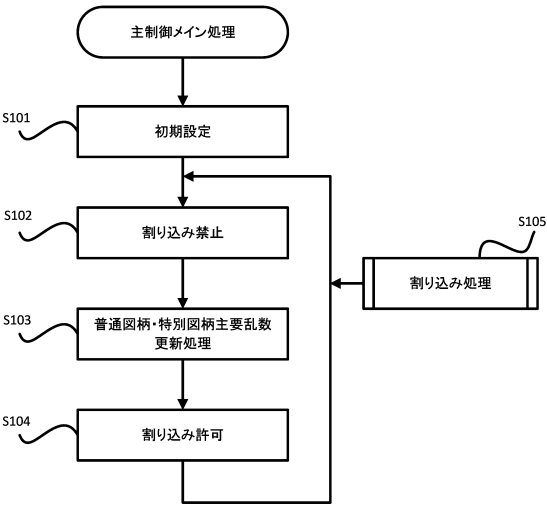 主制御メイン処理
S101
初期設定
S102
割り込み禁止
S105
割り込み処理
S103
普通図柄・特別図柄主要乱数
更新処理
S104
割り込み許可